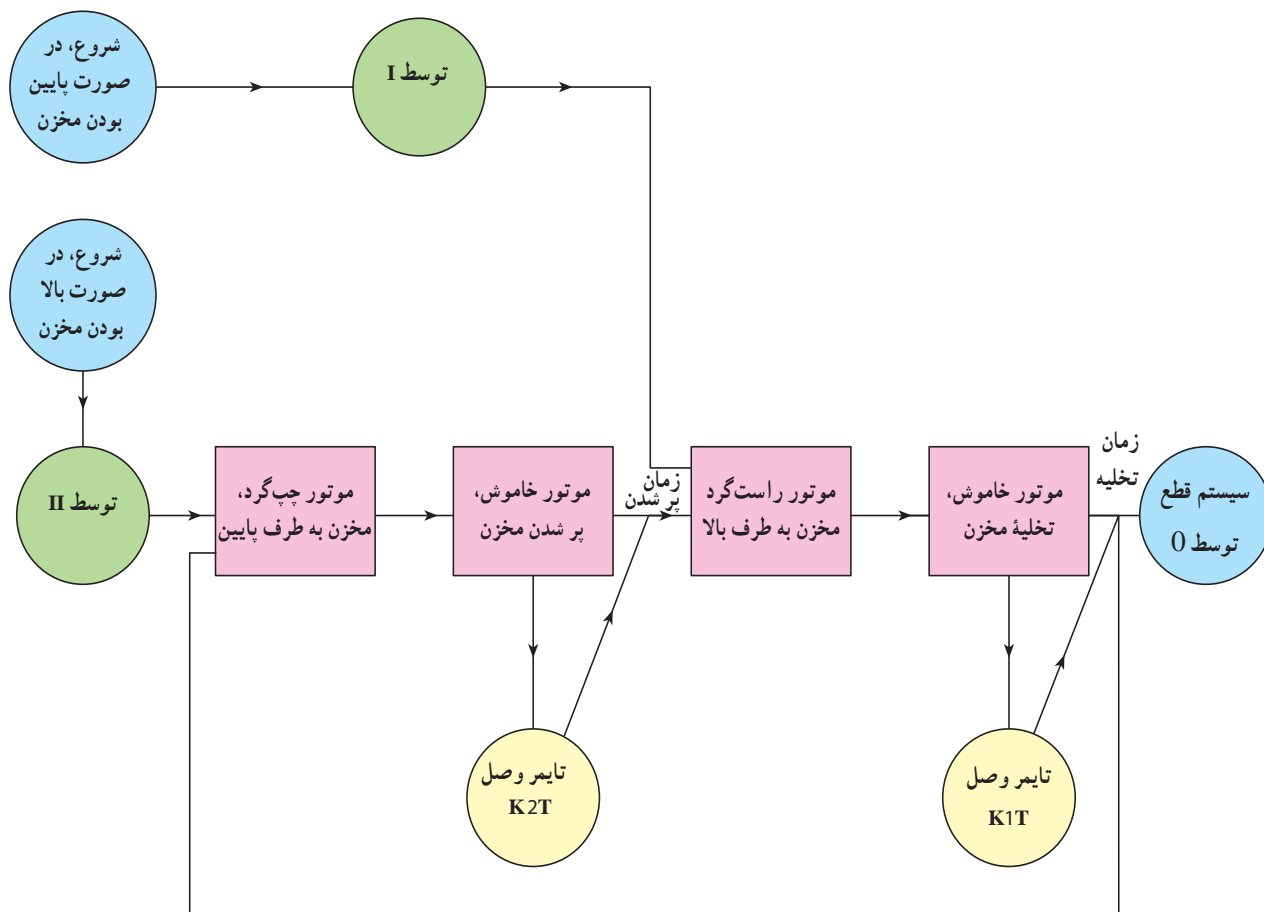 شروع، در
صورت پایین
بودن مخزن
توسط I
شروع، در
صورت بالا
بودن مخزن
توسط II
موتور چپ‌گرد،
مخزن به طرف پایین
موتور خاموش،
پر شدن مخزن
زمان
پر شدن
موتور راست‌گرد
مخزن به طرف بالا
موتور خاموش،
تخلیهٔ مخزن
زمان
تخلیه
سیستم قطع
توسط 0
تایمر وصل
K2T
تایمر وصل
K1T